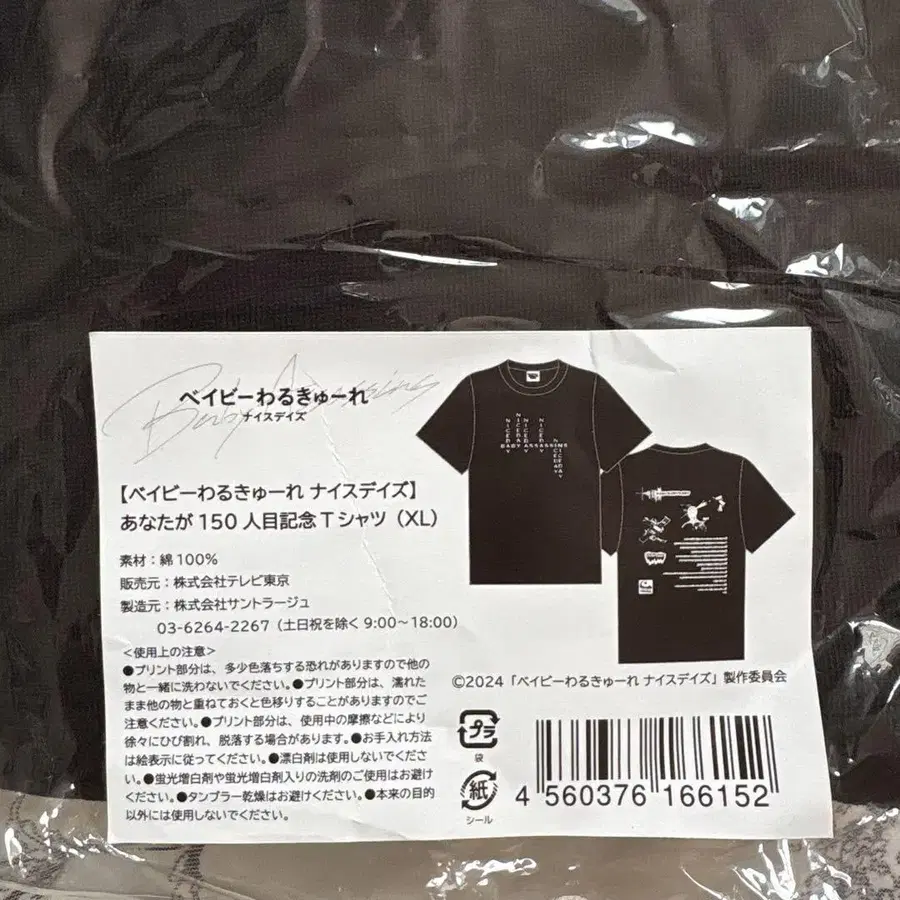 Baby Assassins
ベイビーわるきゅーれ
ナイスデイズ
【ベイビーわるきゅーれ ナイスデイズ】
あなたが150人目記念Tシャツ（XL）
素材：綿100%
販売元：株式会社テレビ東京
製造元：株式会社サントラージュ
03-6264-2267（土日祝を除く 9:00～18:00）
<使用上の注意>
●プリント部分は、多少色落ちする恐れがありますので他の
物と一緒に洗わないでください。●プリント部分は、濡れた
まま他の物と重ねておくと色移りすることがありますのでご
注意ください。●プリント部分は、使用中の摩擦などにより
徐々にひび割れ、脱落する場合があります。●お手入れ方法
は絵表示に従ってください。●漂白剤は使用しないでくださ
い。●蛍光増白剤や蛍光増白剤入りの洗剤のご使用はお避け
ください。●タンブラー乾燥はお避けください。●本来の目的
以外には使用しないでください。
©2024「ベイビーわるきゅーれ ナイスデイズ」製作委員会
プラ
袋
紙
シール
4 560376 166152